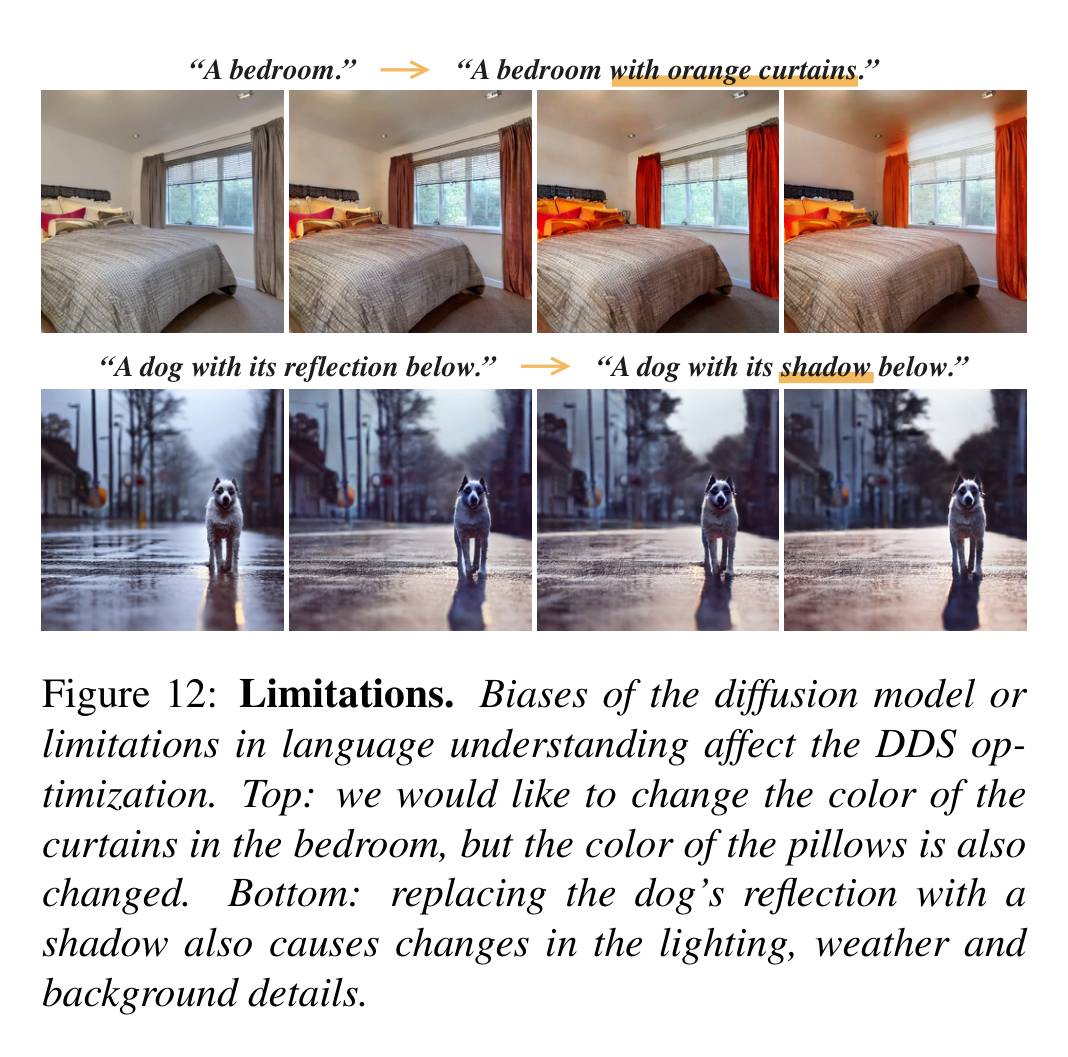 “A bedroom.” → “A bedroom with orange curtains.”
“A dog with its reflection below.” → “A dog with its shadow below.”
Figure 12: Limitations. Biases of the diffusion model or
limitations in language understanding affect the DDS op-
timization. Top: we would like to change the color of the
curtains in the bedroom, but the color of the pillows is also
changed. Bottom: replacing the dog’s reflection with a
shadow also causes changes in the lighting, weather and
background details.